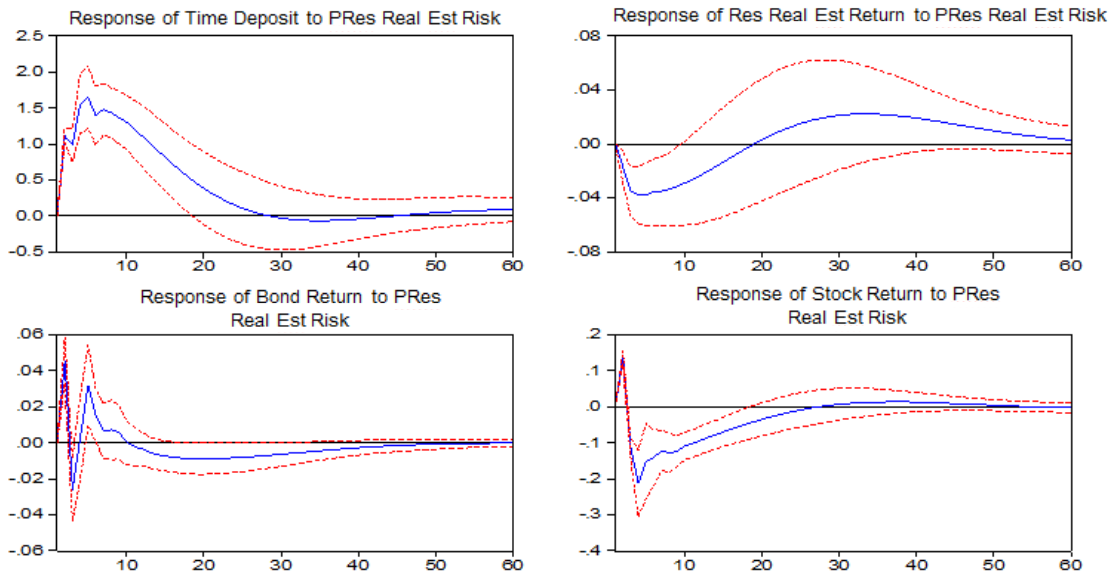 Response of Time Deposit to PRes Real Est Risk
2.5
2.0
1.5
1.0
0.5
0.0
-0.5
10 20 30 40 50 60
Response of Res Real Est Return to PRes Real Est Risk
.08
.04
.00
-.04
-.08
10 20 30 40 50 60
Response of Bond Return to PRes
Real Est Risk
.06
.04
.02
.00
-.02
-.04
-.06
10 20 30 40 50 60
Response of Stock Return to PRes
Real Est Risk
.2
.1
.0
-.1
-.2
-.3
-.4
10 20 30 40 50 60